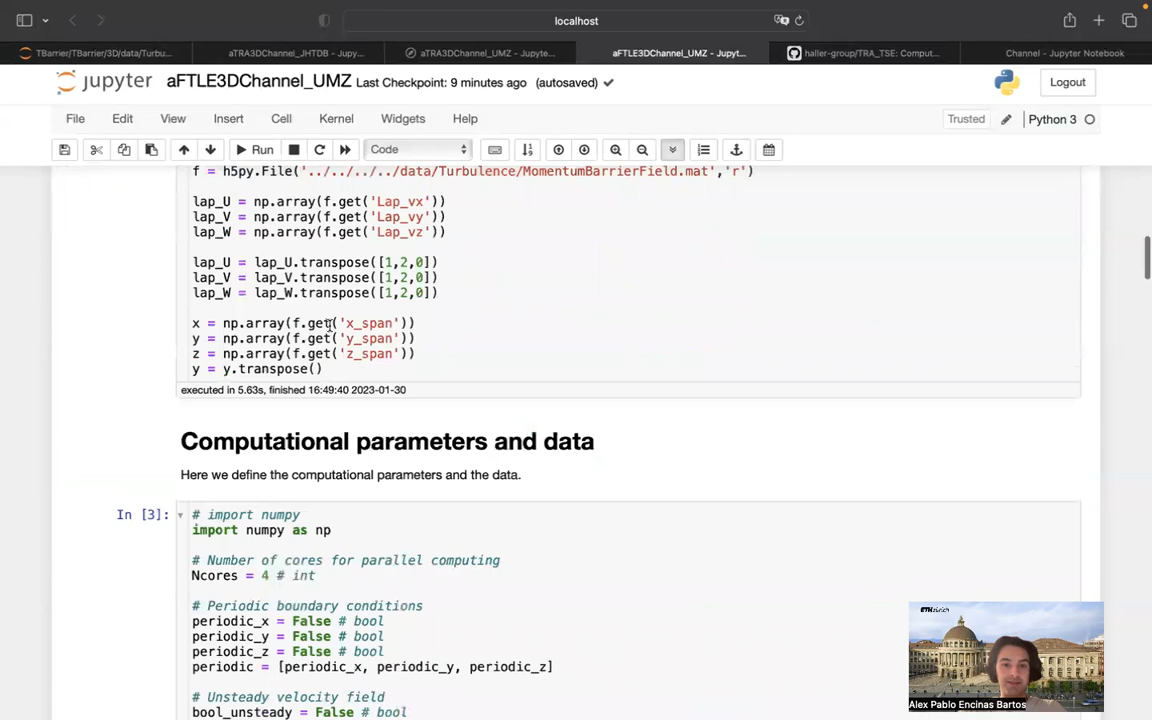 localhost
TBarrier/TBarrier/3D/data/Turbu...
aTRA3DChannel_JHTDB - Jupy...
aTRA3DChannel_UMZ - Jupyte...
aFTLE3DChannel_UMZ - Jupyt...
haller-group/TRA_TSE: Comput...
Channel - Jupyter Notebook
jupyter aFTLE3DChannel_UMZ Last Checkpoint: 9 minutes ago (autosaved)
Logout
File Edit View Insert Cell Kernel Widgets Help
Trusted Python 3
Run Code
f = h5py.File('../../../../data/Turbulence/MomentumBarrierField.mat','r')
lap_U = np.array(f.get('Lap_vx'))
lap_V = np.array(f.get('Lap_vy'))
lap_W = np.array(f.get('Lap_vz'))
lap_U = lap_U.transpose([1,2,0])
lap_V = lap_V.transpose([1,2,0])
lap_W = lap_W.transpose([1,2,0])
x = np.array(f.get('x_span'))
y = np.array(f.get('y_span'))
z = np.array(f.get('z_span'))
y = y.transpose()
executed in 5.63s, finished 16:49:40 2023-01-30
Computational parameters and data
Here we define the computational parameters and the data.
In [3]:
# import numpy
import numpy as np
# Number of cores for parallel computing
Ncores = 4 # int
# Periodic boundary conditions
periodic_x = False # bool
periodic_y = False # bool
periodic_z = False # bool
periodic = [periodic_x, periodic_y, periodic_z]
# Unsteady velocity field
bool_unsteady = False # bool
ETH zürich
Alex Pablo Encinas Bartos